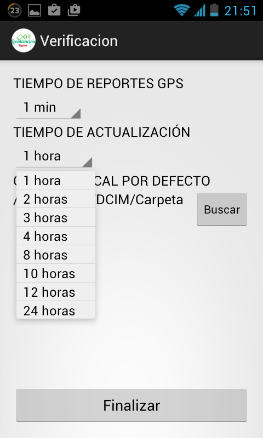 23
21:51
Verificacion
TIEMPO DE REPORTES GPS
1 min
TIEMPO DE ACTUALIZACIÓN
1 hora
CAL POR DEFECTO
DCIM/Carpeta
Buscar
1 hora
2 horas
3 horas
4 horas
8 horas
10 horas
12 horas
24 horas
Finalizar